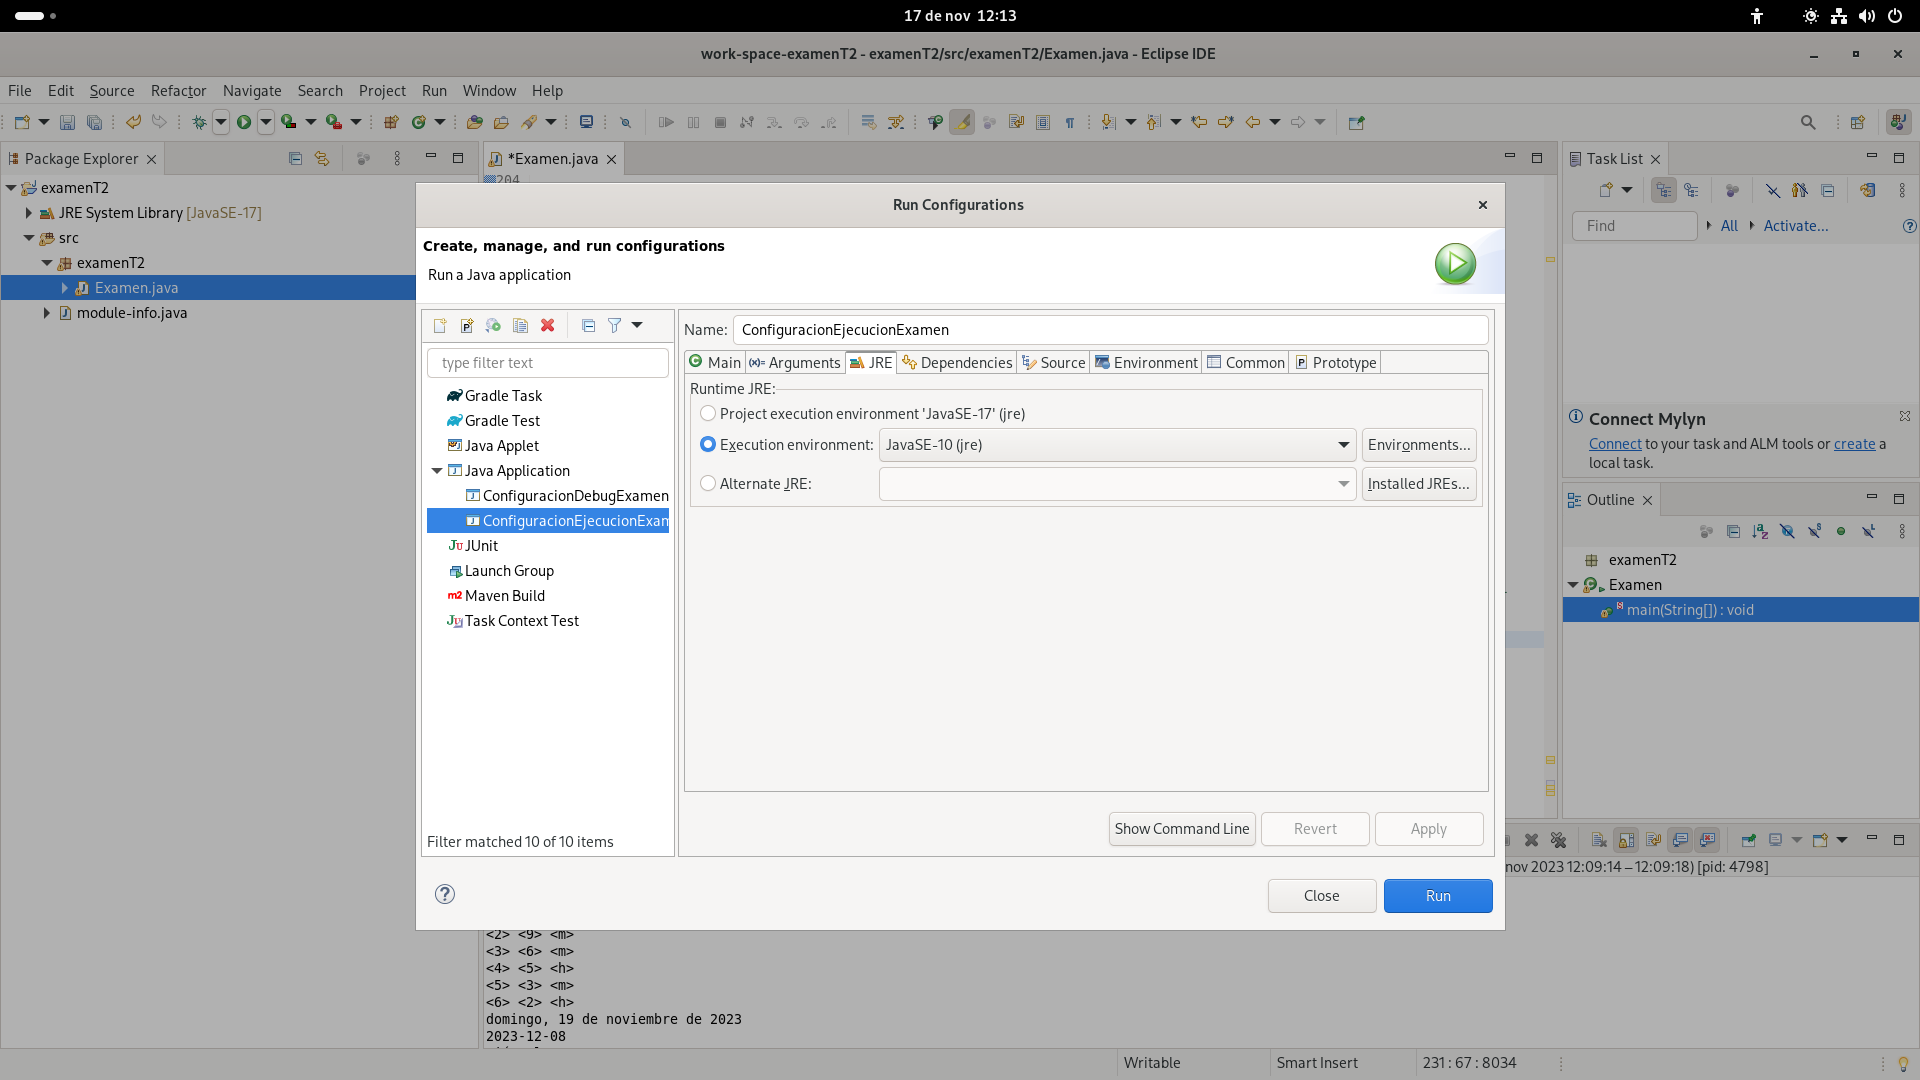 17 de nov 12:13
work-space-examenT2 - examenT2/src/examenT2/Examen.java - Eclipse IDE
File Edit Source Refactor Navigate Search Project Run Window Help
Package Explorer
*Examen.java
Task List
204
examenT2
JRE System Library [JavaSE-17]
src
examenT2
Examen.java
module-info.java
Find
All
Activate...
Connect Mylyn
Connect to your task and ALM tools or create a
local task.
Outline
examenT2
Examen
main(String[]) : void
Run Configurations
Create, manage, and run configurations
Run a Java application
type filter text
Gradle Task
Gradle Test
Java Applet
Java Application
ConfiguracionDebugExamen
ConfiguracionEjecucionExam
JUnit
Launch Group
Maven Build
Task Context Test
Filter matched 10 of 10 items
Name: ConfiguracionEjecucionExamen
Main Arguments JRE Dependencies Source Environment Common Prototype
Runtime JRE:
Project execution environment 'JavaSE-17' (jre)
Execution environment: JavaSE-10 (jre) Environments...
Alternate JRE: Installed JREs...
Show Command Line Revert Apply
Close Run
nov 2023 12:09:14 – 12:09:18) [pid: 4798]
<2> <9> <m>
<3> <6> <m>
<4> <5> <h>
<5> <3> <m>
<6> <2> <h>
domingo, 19 de noviembre de 2023
2023-12-08
Writable Smart Insert 231 : 67 : 8034